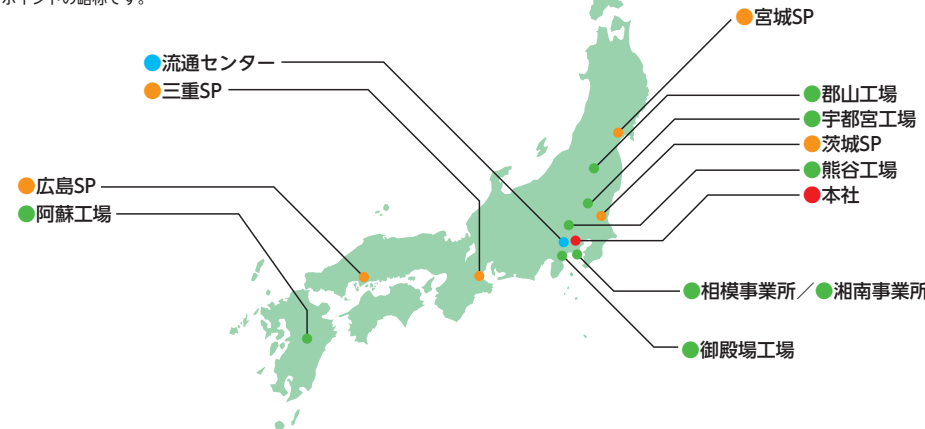 ポイントの略称です。
宮城SP
流通センター
三重SP
郡山工場
宇都宮工場
茨城SP
熊谷工場
本社
広島SP
阿蘇工場
相模事業所／湘南事業所
御殿場工場